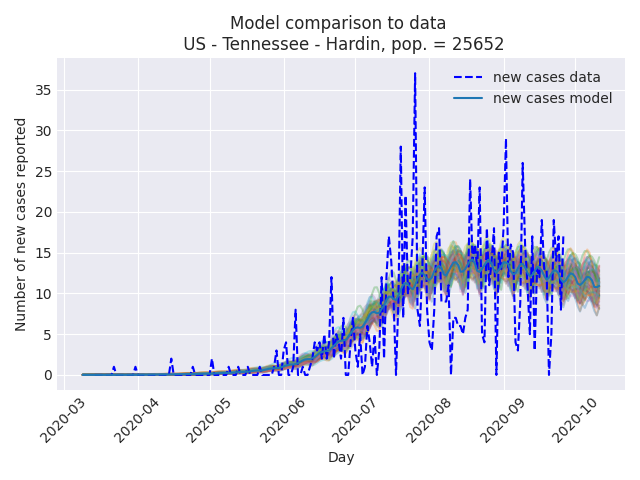 Model comparison to data
US - Tennessee - Hardin, pop. = 25652
new cases data
new cases model
Number of new cases reported
35
30
25
20
15
10
5
0
2020-03
2020-04
2020-05
2020-06
2020-07
2020-08
2020-09
2020-10
Day